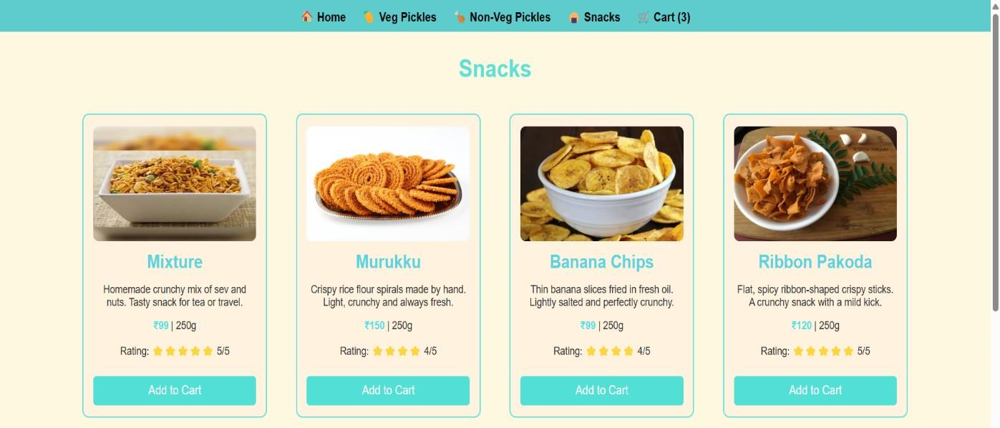 Home Veg Pickles Non-Veg Pickles Snacks Cart (3)
Snacks
Mixture
Homemade crunchy mix of sev and
nuts. Tasty snack for tea or travel.
₹99 | 250g
Rating: 5/5
Add to Cart
Murukku
Crispy rice flour spirals made by hand.
Light, crunchy and always fresh.
₹150 | 250g
Rating: 4/5
Add to Cart
Banana Chips
Thin banana slices fried in fresh oil.
Lightly salted and perfectly crunchy.
₹99 | 250g
Rating: 4/5
Add to Cart
Ribbon Pakoda
Ribbon Pakoda
Flat, spicy ribbon-shaped crispy sticks.
A crunchy snack with a mild kick.
₹120 | 250g
Rating: 5/5
Add to Cart